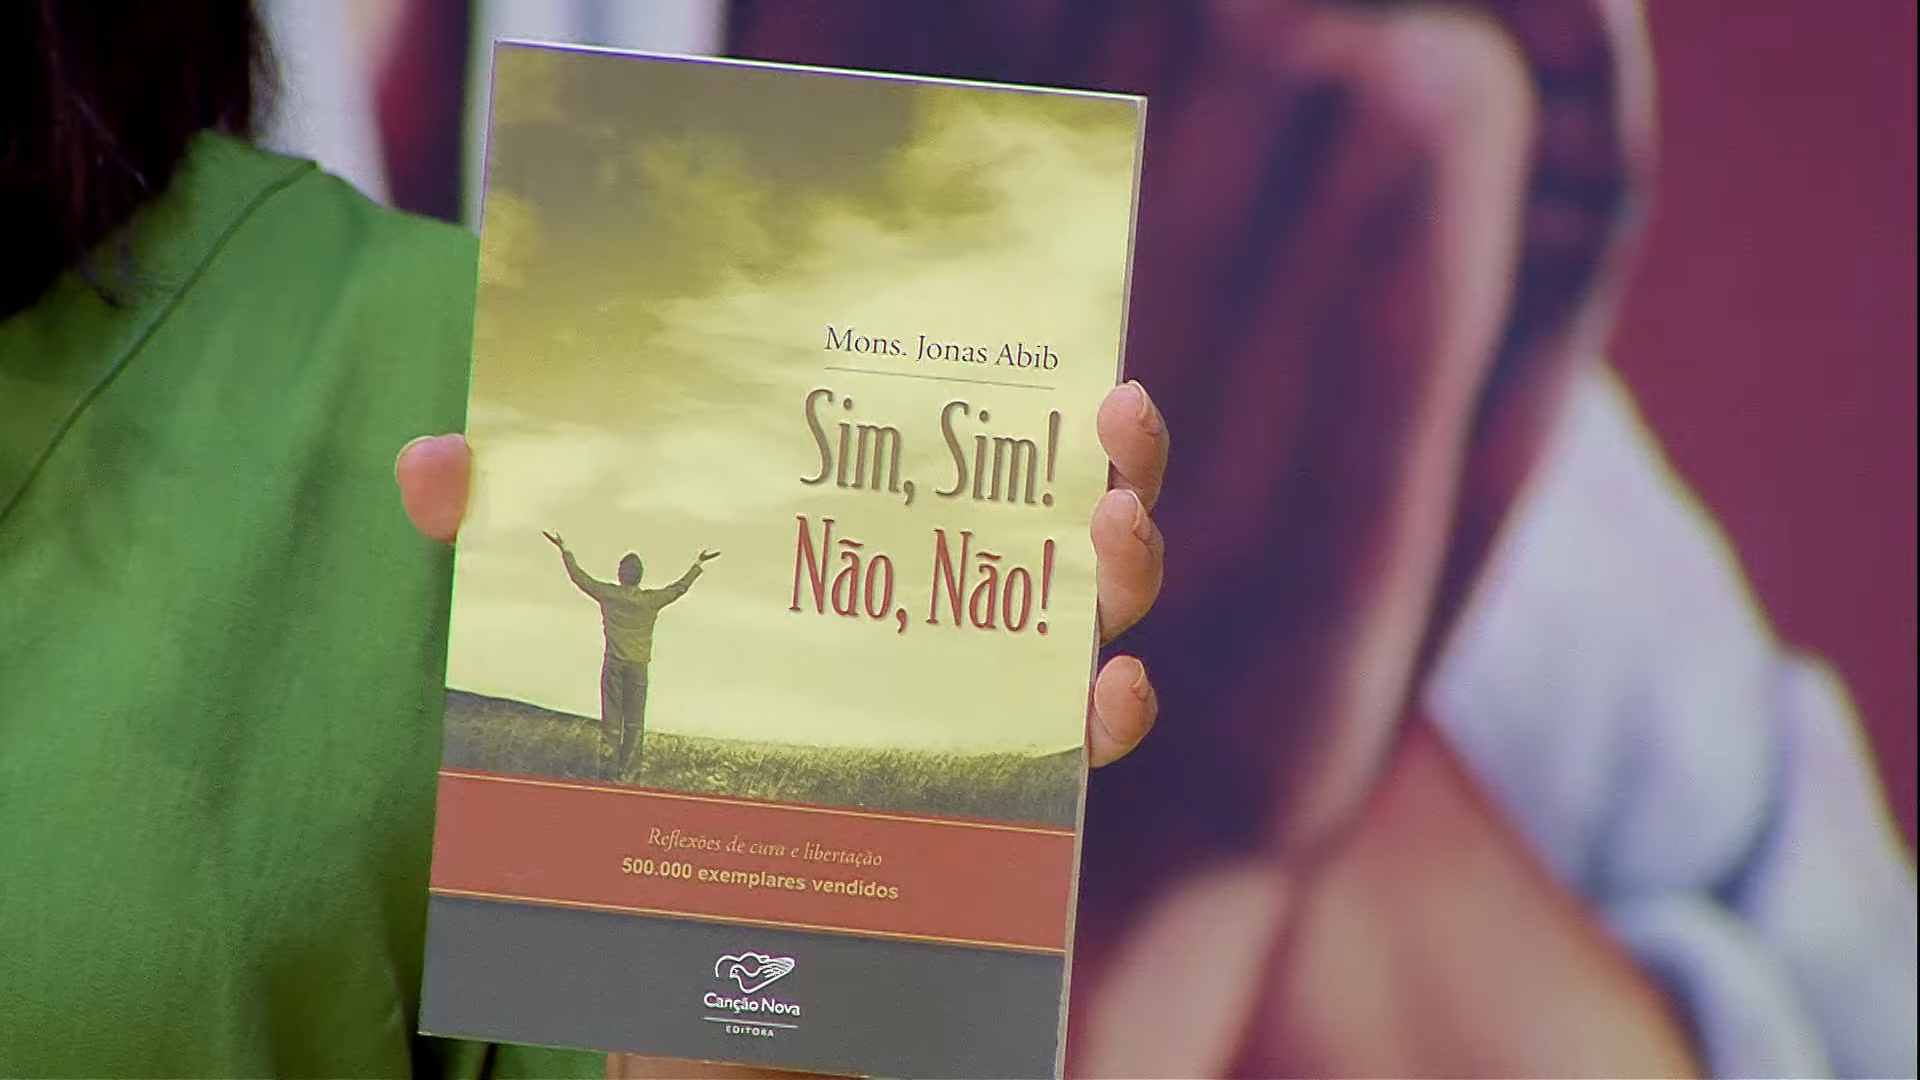 Mons. Jonas Abib
Sim, Sim!
Não, Não!
Reflexões de cura e libertação
500.000 exemplares vendidos
Canção Nova
EDITORA